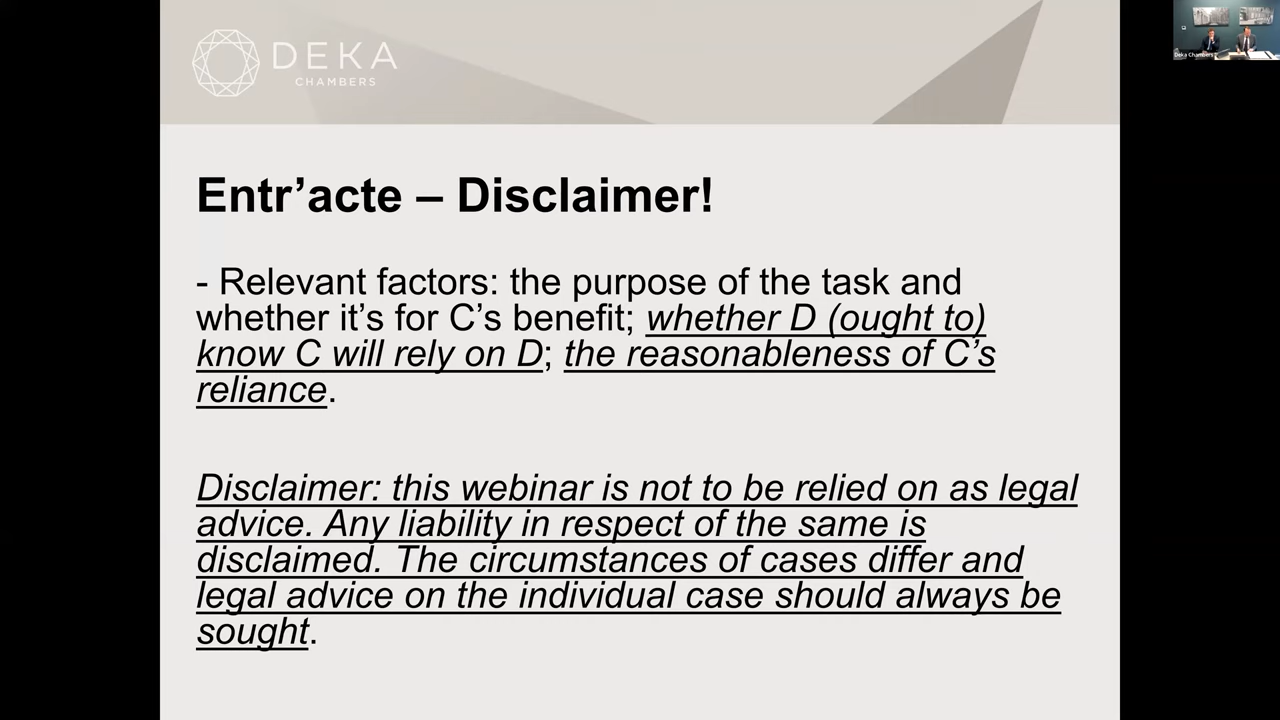 DEKA
CHAMBERS
Deka Chambers
Entr’acte – Disclaimer!
- Relevant factors: the purpose of the task and
whether it’s for C’s benefit; whether D (ought to)
know C will rely on D; the reasonableness of C’s
reliance.
Disclaimer: this webinar is not to be relied on as legal
advice. Any liability in respect of the same is
disclaimed. The circumstances of cases differ and
legal advice on the individual case should always be
sought.